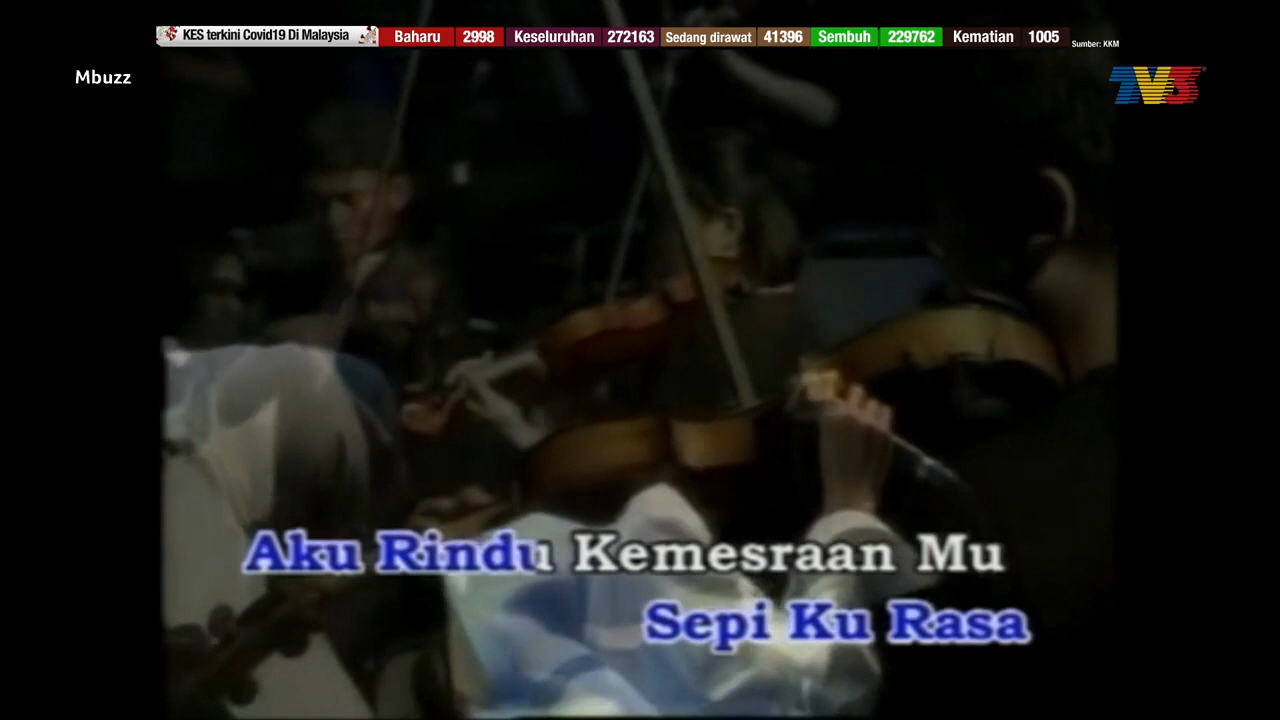 KES terkini Covid19 Di Malaysia Baharu 2998 Keseluruhan 272163 Sedang dirawat 41396 Sembuh 229762 Kematian 1005 Sumber: KKM
Mbuzz
TV3
Aku Rindu Kemesraan Mu
Sepi Ku Rasa